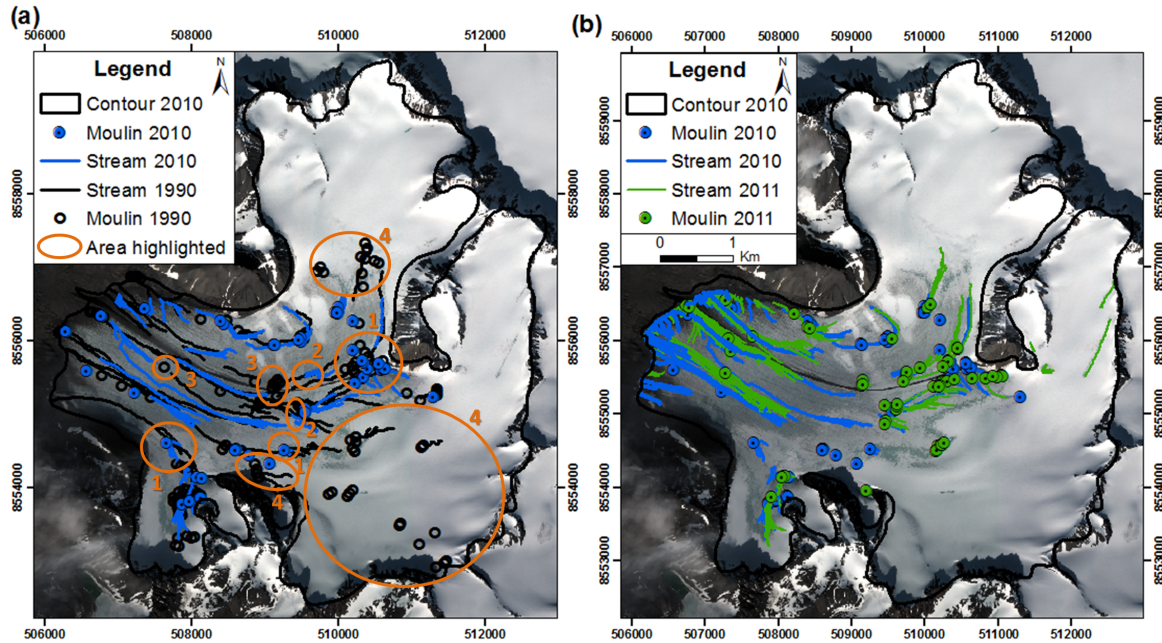 (a)
506000 508000 510000 512000
Legend
N
Contour 2010
Moulin 2010
Stream 2010
Stream 1990
Moulin 1990
Area highlighted
8558000
8556000
8554000
4
1
2
3
3
2
4
1
1
4
506000 508000 510000 512000
(b)
506000 507000 508000 509000 510000 511000 512000
Legend
N
Contour 2010
Moulin 2010
Stream 2010
Stream 2011
Moulin 2011
0 1
Km
8559000
8558000
8557000
8556000
8555000
8554000
8553000
506000 507000 508000 509000 510000 511000 512000